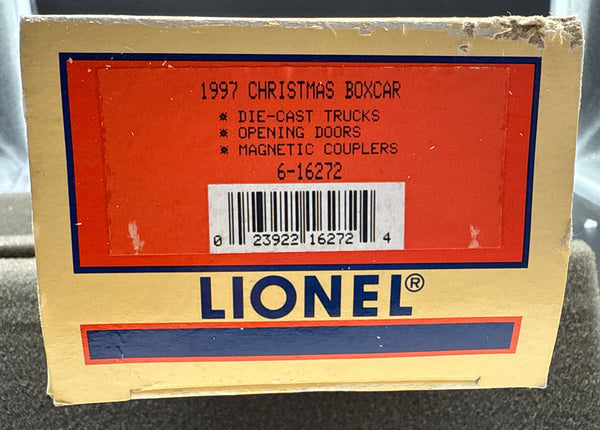 1997 CHRISTMAS BOXCAR
* DIE-CAST TRUCKS
* OPENING DOORS
* MAGNETIC COUPLERS
6-16272
0 23922 16272 4
LIONEL®